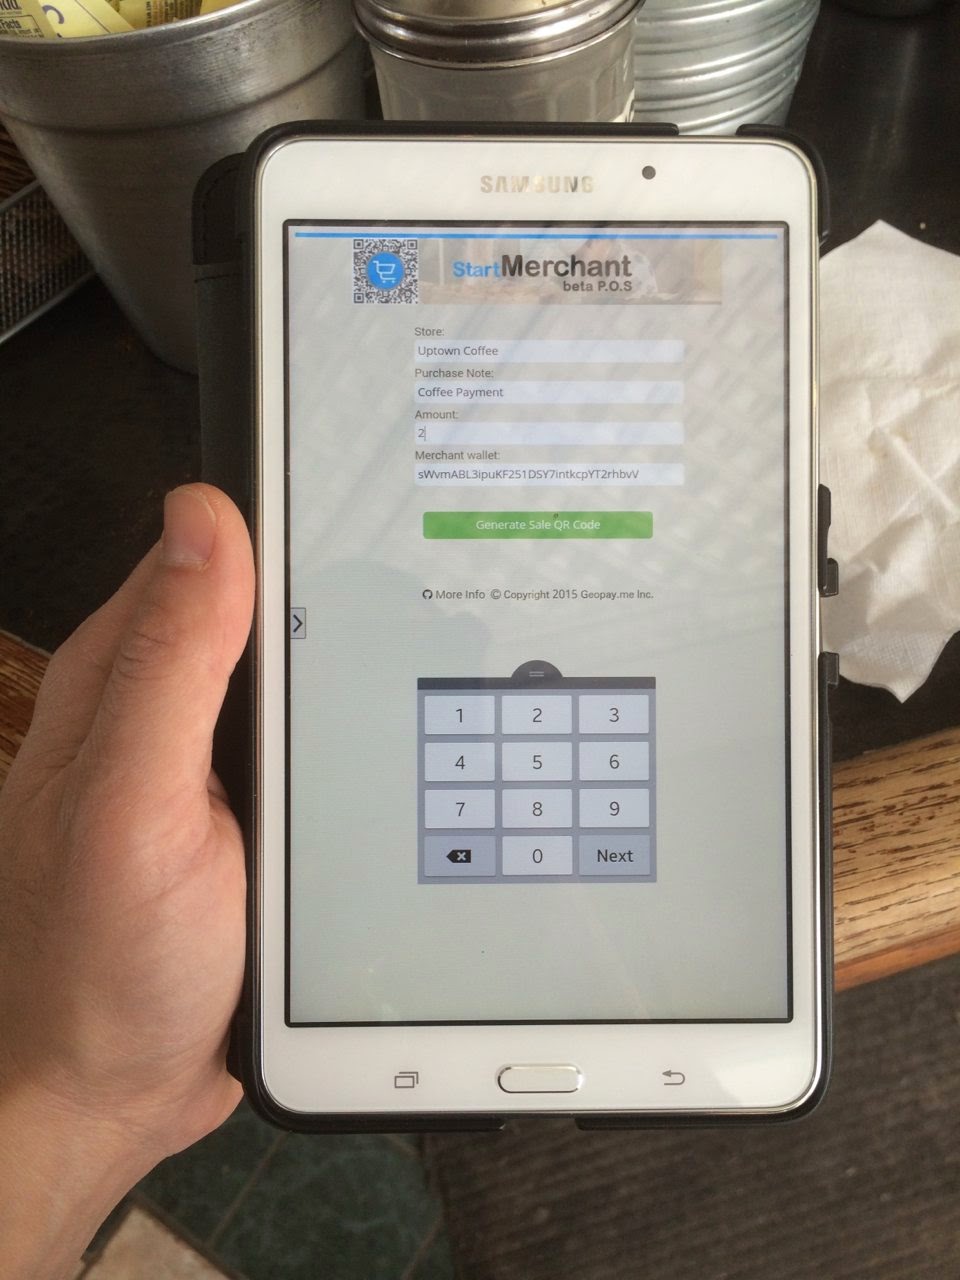 Facts
SAMSUNG
StartMerchant
beta P.O.S
Store:
Uptown Coffee
Purchase Note:
Coffee Payment
Amount:
2
Merchant wallet:
sWvmABL3ipuKF251DSY7intkcpYT2rhbvV
Generate Sale QR Code
More Info © Copyright 2015 Geopay.me Inc.
1 2 3
4 5 6
7 8 9
0 Next